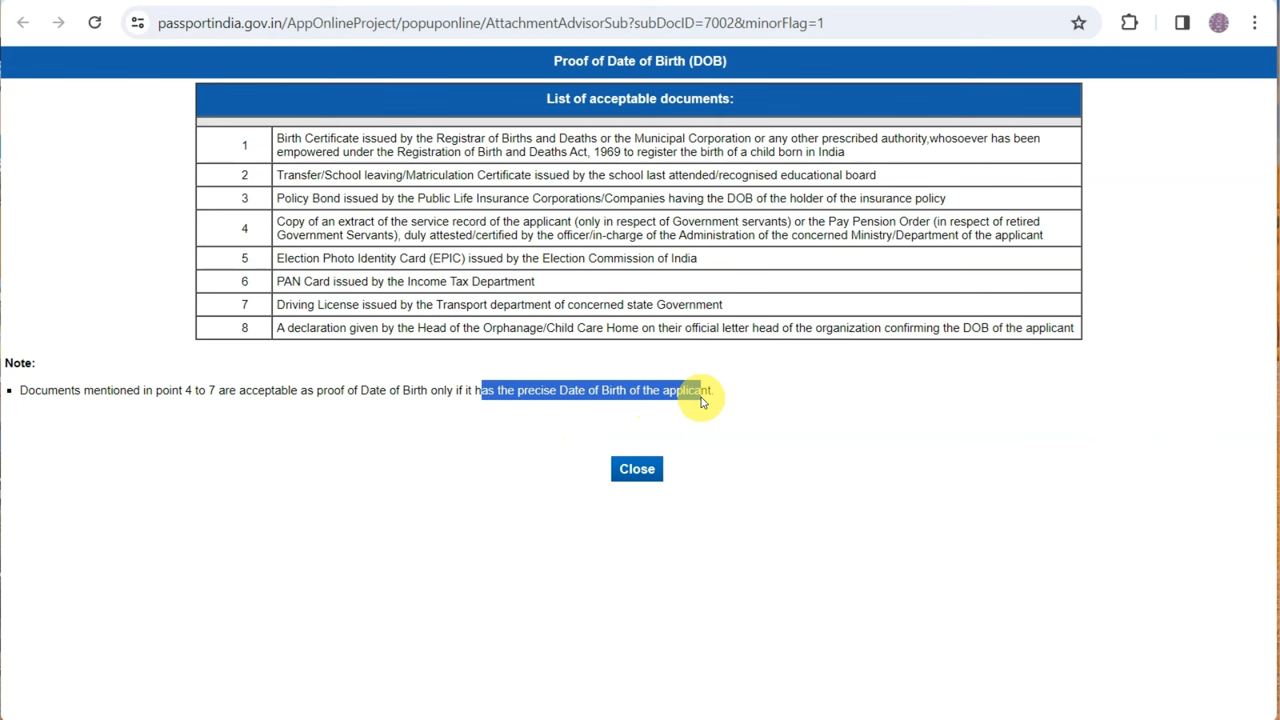 passportindia.gov.in/AppOnlineProject/popuponline/AttachmentAdvisorSub?subDocID=7002&minorFlag=1
Proof of Date of Birth (DOB)
List of acceptable documents:
1 Birth Certificate issued by the Registrar of Births and Deaths or the Municipal Corporation or any other prescribed authority,whosoever has been
empowered under the Registration of Birth and Deaths Act, 1969 to register the birth of a child born in India
2 Transfer/School leaving/Matriculation Certificate issued by the school last attended/recognised educational board
3 Policy Bond issued by the Public Life Insurance Corporations/Companies having the DOB of the holder of the insurance policy
4 Copy of an extract of the service record of the applicant (only in respect of Government servants) or the Pay Pension Order (in respect of retired
Government Servants), duly attested/certified by the officer/in-charge of the Administration of the concerned Ministry/Department of the applicant
5 Election Photo Identity Card (EPIC) issued by the Election Commission of India
6 PAN Card issued by the Income Tax Department
7 Driving License issued by the Transport department of concerned state Government
8 A declaration given by the Head of the Orphanage/Child Care Home on their official letter head of the organization confirming the DOB of the applicant
Note:
▪ Documents mentioned in point 4 to 7 are acceptable as proof of Date of Birth only if it has the precise Date of Birth of the applicant.
Close